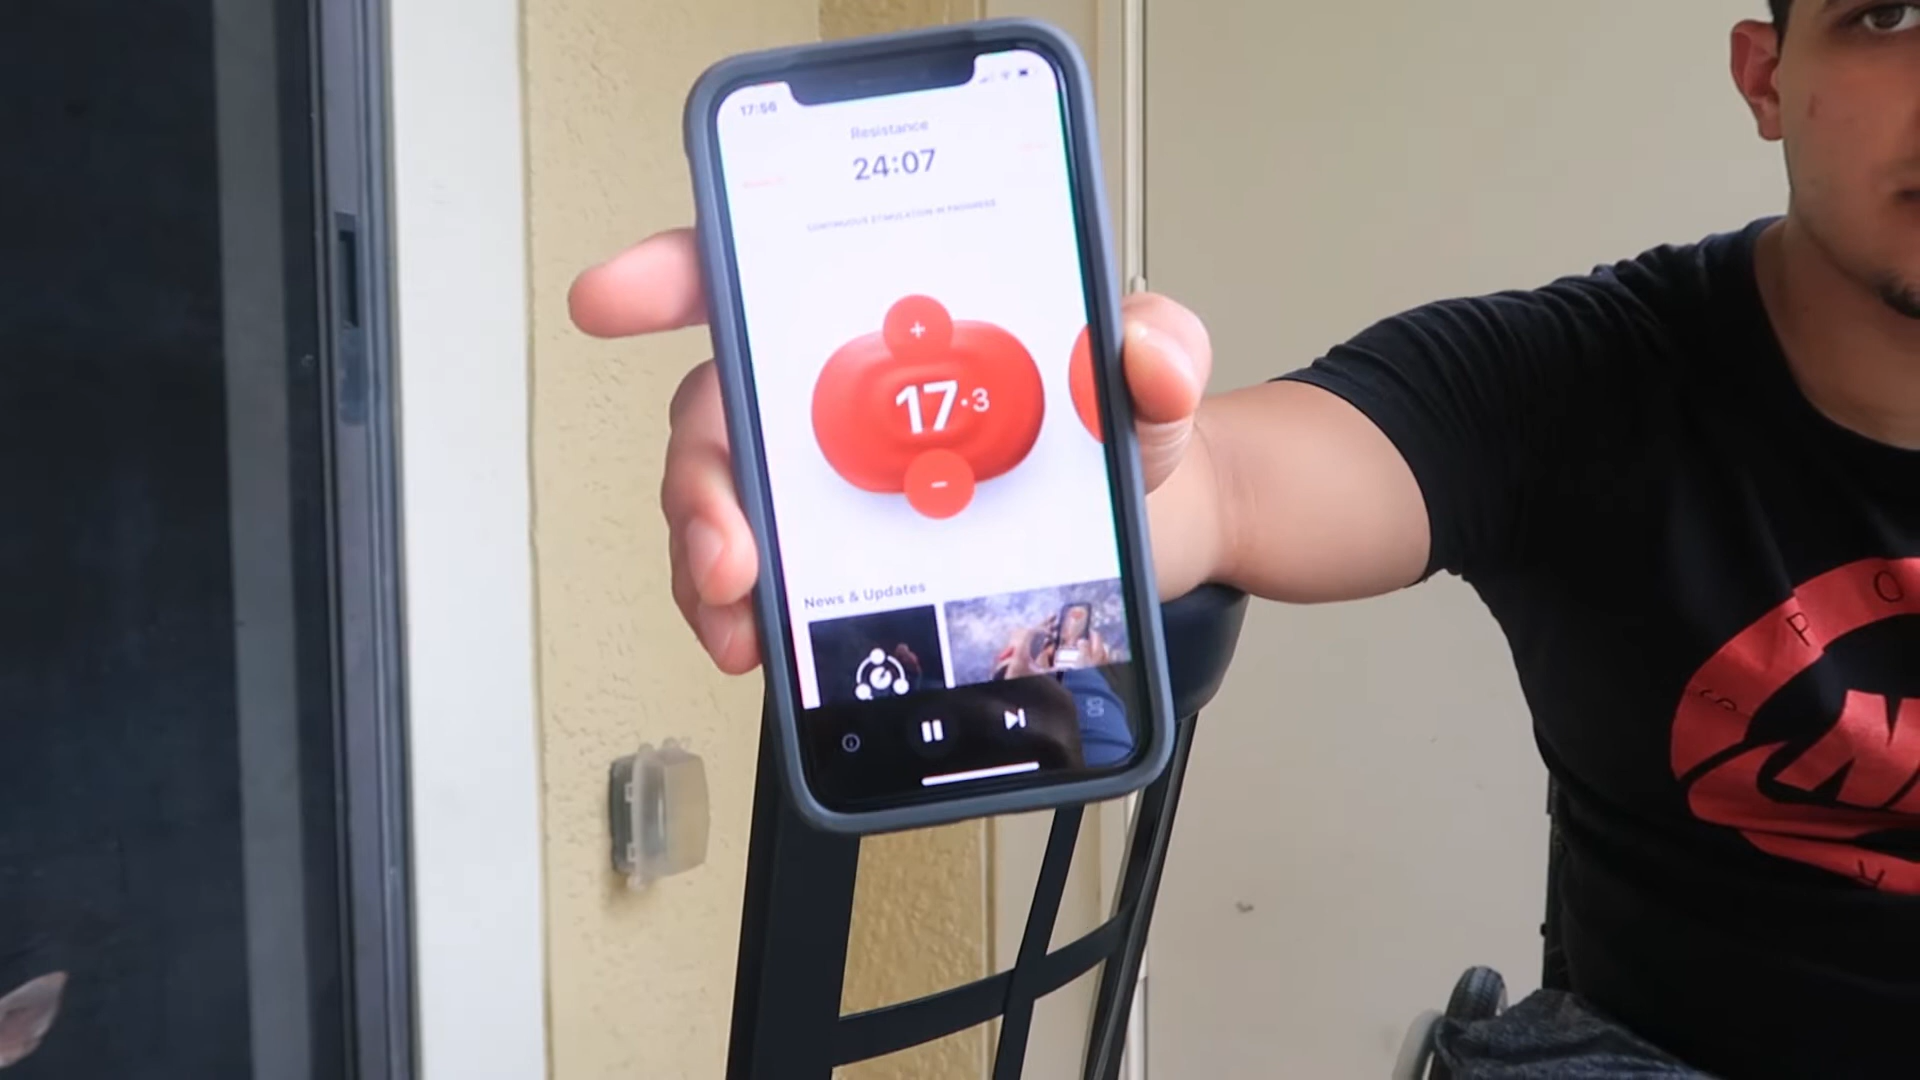 17:56
Resistance
24:07
CONTINUOUS STIMULATION IN PROGRESS
+
17.3
-
News & Updates
S P O
R